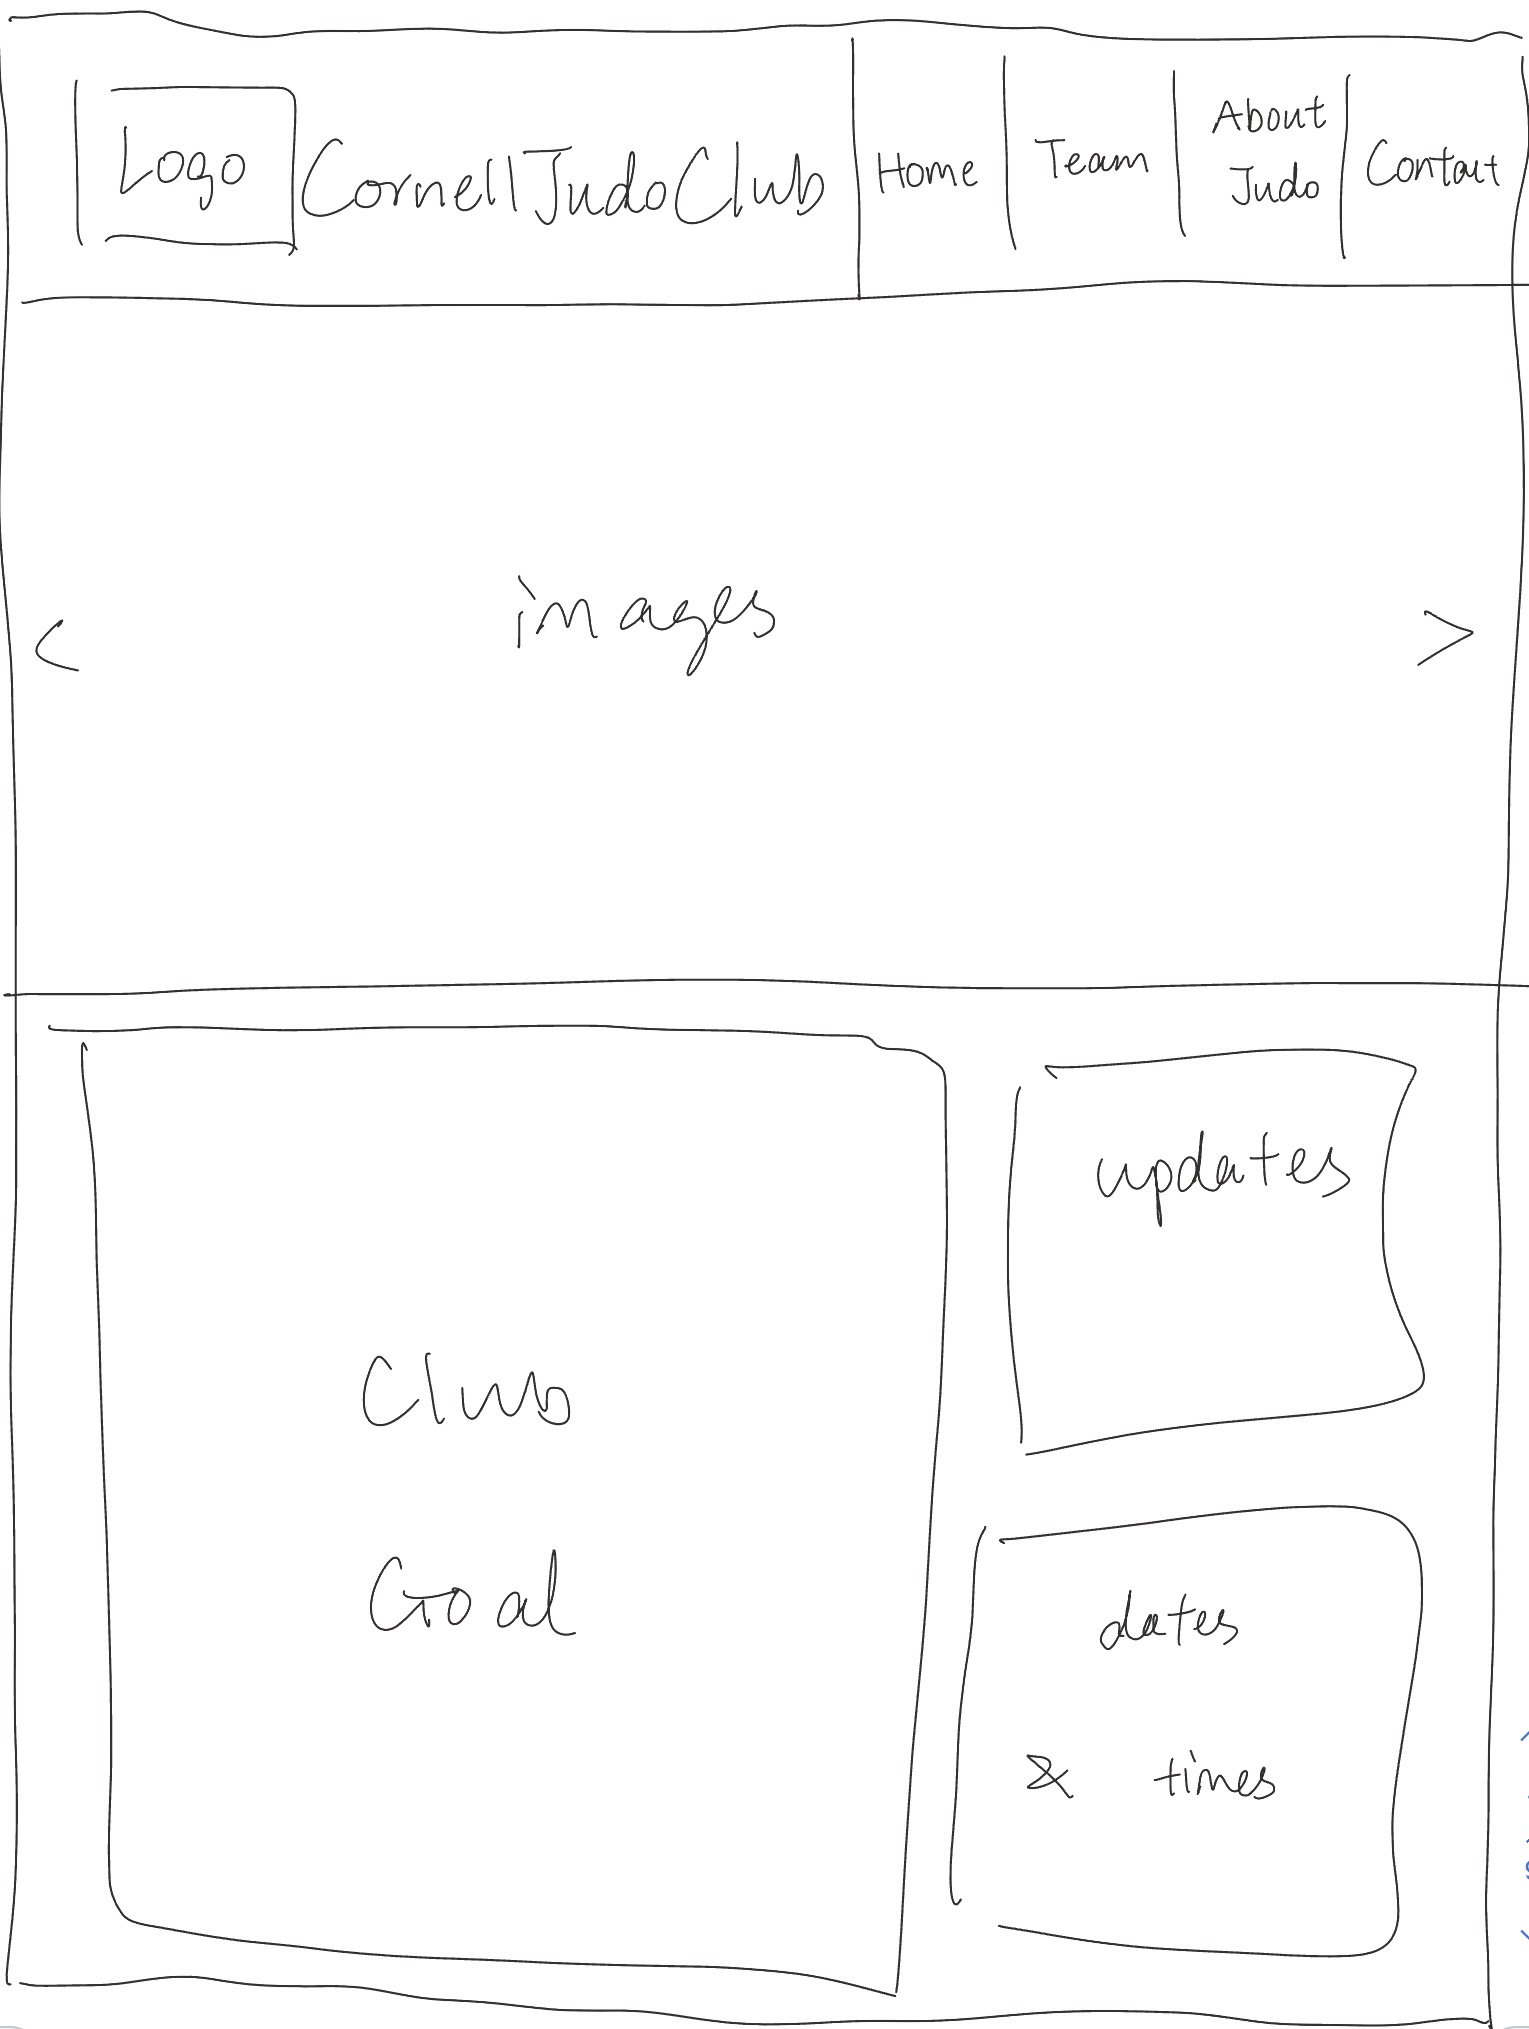 Logo
Cornell Judo Club
Home
Team
About
Judo
Contact
<
images
>
Club
Goal
updates
dates
& times